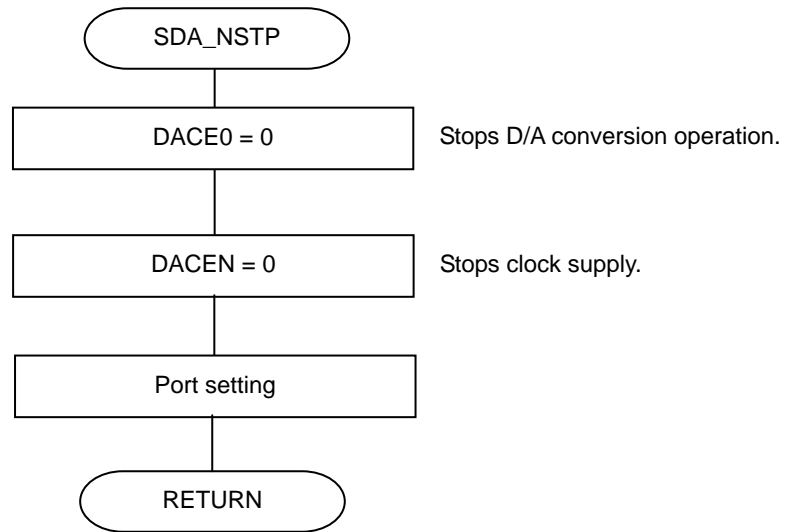 SDA_NSTP
DACE0 = 0
Stops D/A conversion operation.
DACEN = 0
Stops clock supply.
Port setting
RETURN